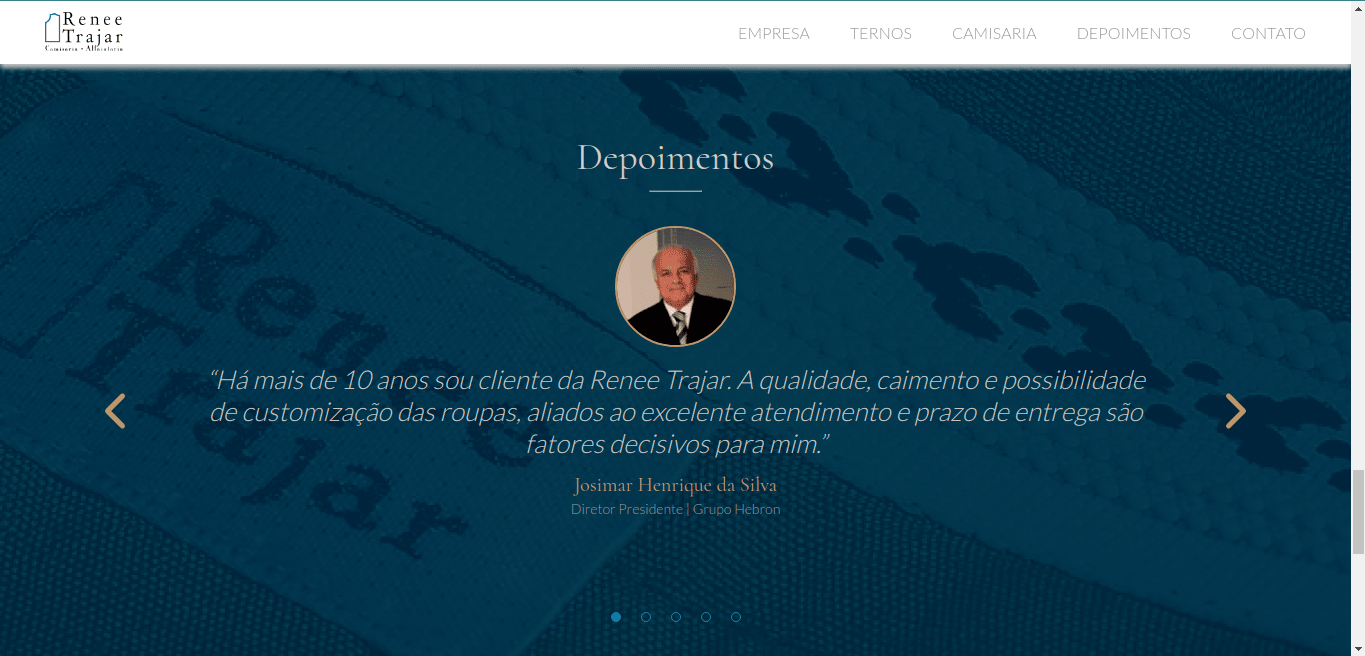 Renee
Trajar
Camisaria • Alfaiataria
EMPRESA TERNOS CAMISARIA DEPOIMENTOS CONTATO
Depoimentos
Renee
Trajar
“Há mais de 10 anos sou cliente da Renee Trajar. A qualidade, caimento e possibilidade
de customização das roupas, aliados ao excelente atendimento e prazo de entrega são
fatores decisivos para mim.”
Josimar Henrique da Silva
Diretor Presidente | Grupo Hebron